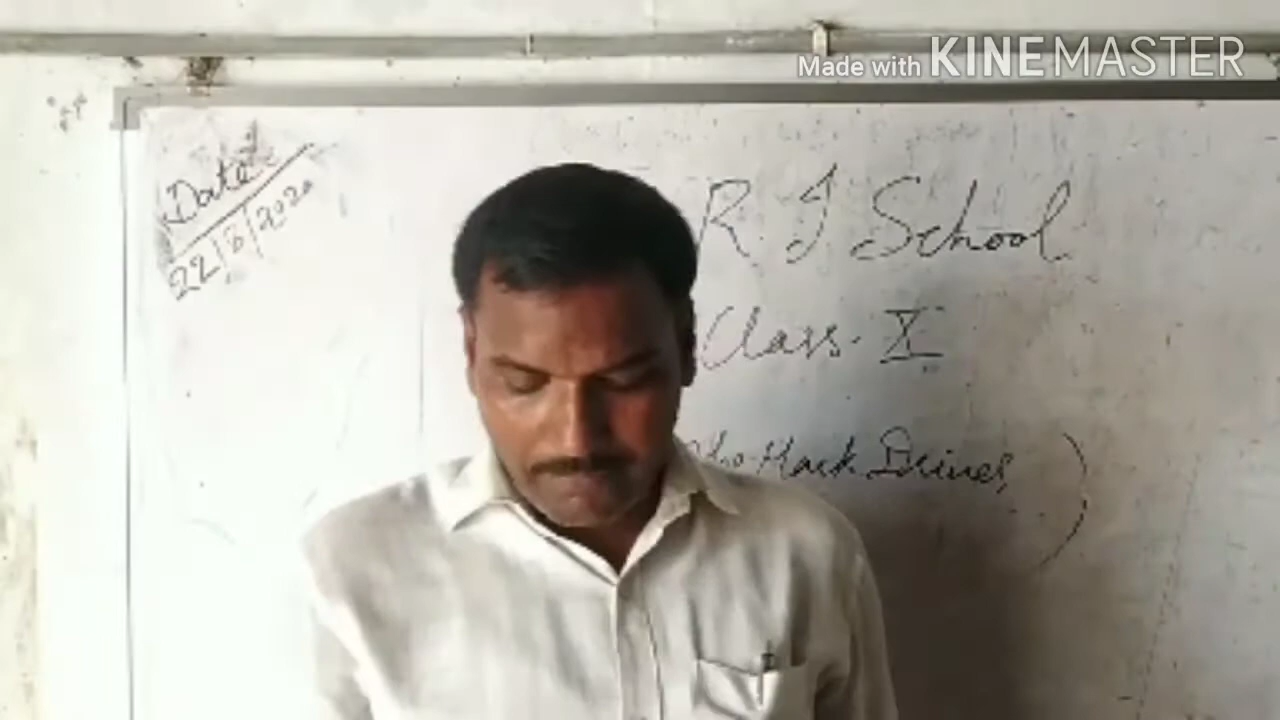 Made with KINEMASTER
Date
22/8/2020
R J School
Class-X